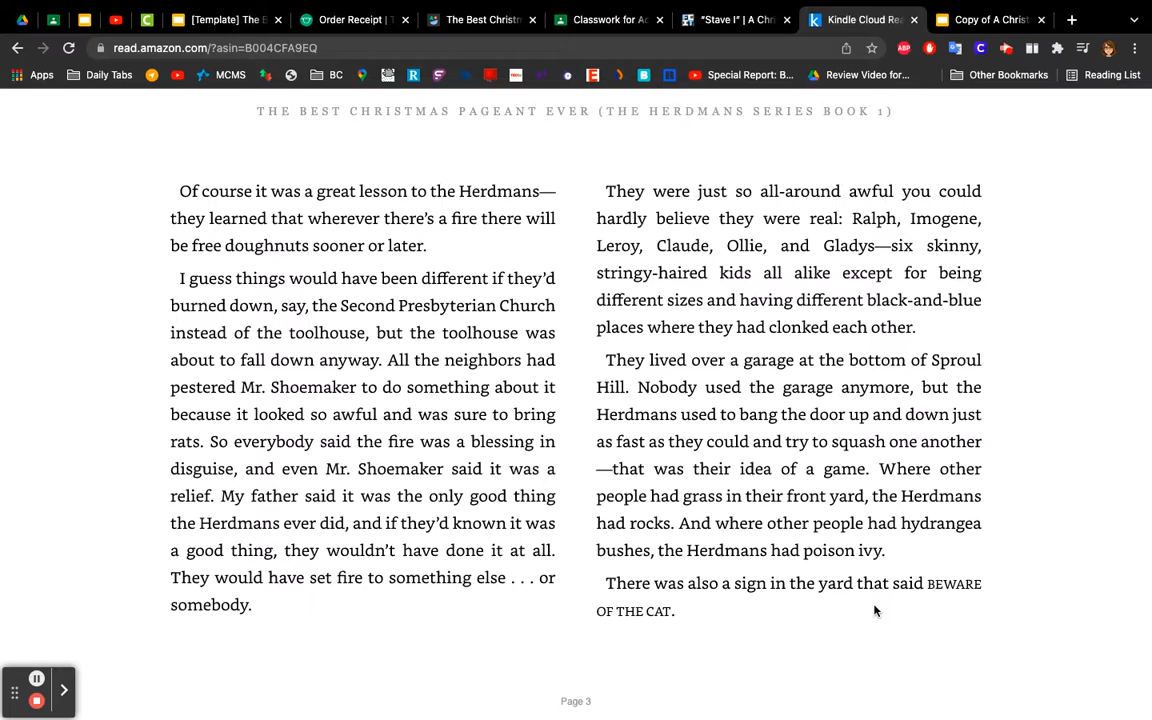 [Template] The B
Order Receipt | T
The Best Christm
Classwork for Ac
"Stave I" | A Chri
Kindle Cloud Rea
Copy of A Christ
read.amazon.com/?asin=B004CFA9EQ
Apps
Daily Tabs
MCMS
BC
Special Report: B...
Review Video for...
Other Bookmarks
Reading List
THE BEST CHRISTMAS PAGEANT EVER (THE HERDMANS SERIES BOOK 1)
Of course it was a great lesson to the Herdmans—
they learned that wherever there's a fire there will
be free doughnuts sooner or later.
I guess things would have been different if they'd
burned down, say, the Second Presbyterian Church
instead of the toolhouse, but the toolhouse was
about to fall down anyway. All the neighbors had
pestered Mr. Shoemaker to do something about it
because it looked so awful and was sure to bring
rats. So everybody said the fire was a blessing in
disguise, and even Mr. Shoemaker said it was a
relief. My father said it was the only good thing
the Herdmans ever did, and if they'd known it was
a good thing, they wouldn't have done it at all.
They would have set fire to something else . . . or
somebody.
They were just so all-around awful you could
hardly believe they were real: Ralph, Imogene,
Leroy, Claude, Ollie, and Gladys—six skinny,
stringy-haired kids all alike except for being
different sizes and having different black-and-blue
places where they had clonked each other.
They lived over a garage at the bottom of Sproul
Hill. Nobody used the garage anymore, but the
Herdmans used to bang the door up and down just
as fast as they could and try to squash one another
—that was their idea of a game. Where other
people had grass in their front yard, the Herdmans
had rocks. And where other people had hydrangea
bushes, the Herdmans had poison ivy.
There was also a sign in the yard that said BEWARE
OF THE CAT.
Page 3